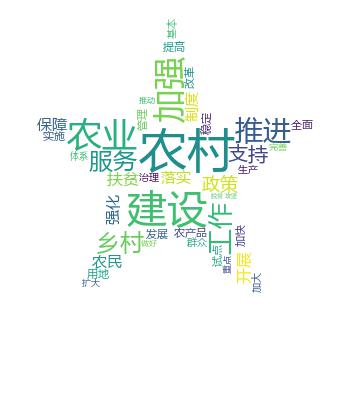 基本
提高
加强
改革
推动
管理
制度
稳定
保障
实施
农业
农村
推进
全面
体系
服务
支持
完善
扶贫
治理
落实
政策
生产
强化
建设
工作
乡村
发展
农产品
加快
做好
群众
农民
试点
重点
开展
用地
扩大
加大